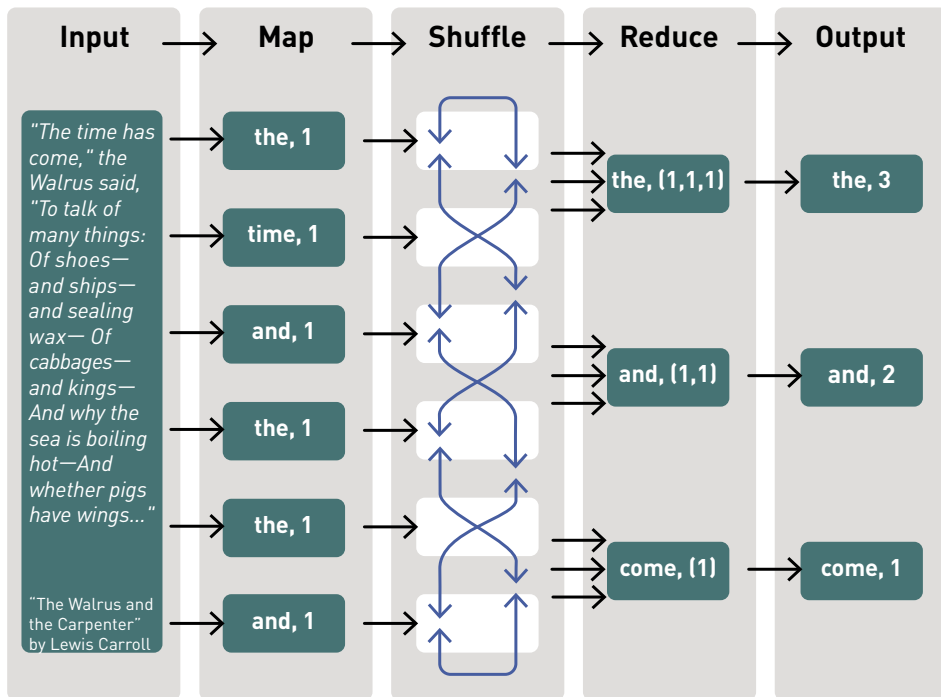 Input
Map
Shuffle
Reduce
Output
"The time has
come," the
Walrus said,
"To talk of
many things:
Of shoes—
and ships—
and sealing
wax— Of
cabbages—
and kings—
And why the
sea is boiling
hot—And
whether pigs
have wings..."
"The Walrus and
the Carpenter"
by Lewis Carroll
the, 1
time, 1
and, 1
the, 1
the, 1
and, 1
the, (1,1,1)
and, (1,1)
come, (1)
the, 3
and, 2
come, 1